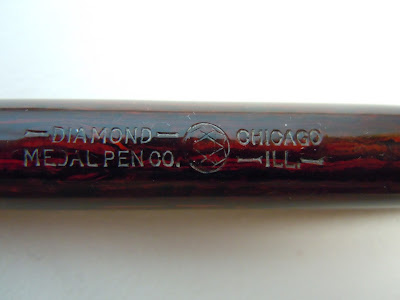 DIAMOND CHICAGO
MEDAL PEN CO. ILL.